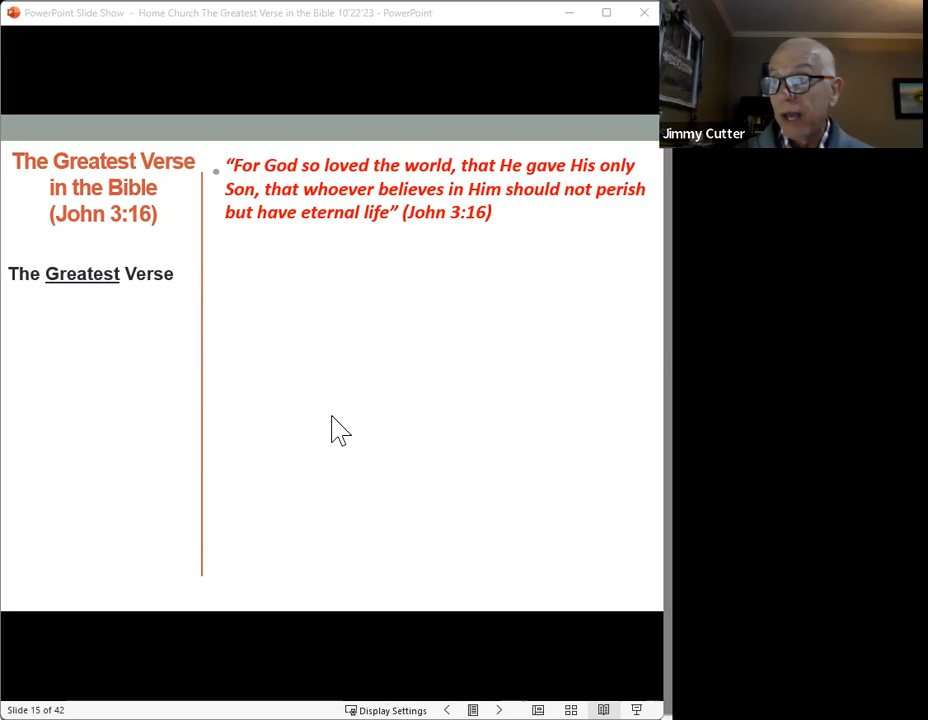 PowerPoint Slide Show - Home Church The Greatest Verse in the Bible 10'22'23 - PowerPoint
Jimmy Cutter
The Greatest Verse
in the Bible
(John 3:16)
The Greatest Verse
“For God so loved the world, that He gave His only
Son, that whoever believes in Him should not perish
but have eternal life” (John 3:16)
Slide 15 of 42
Display Settings